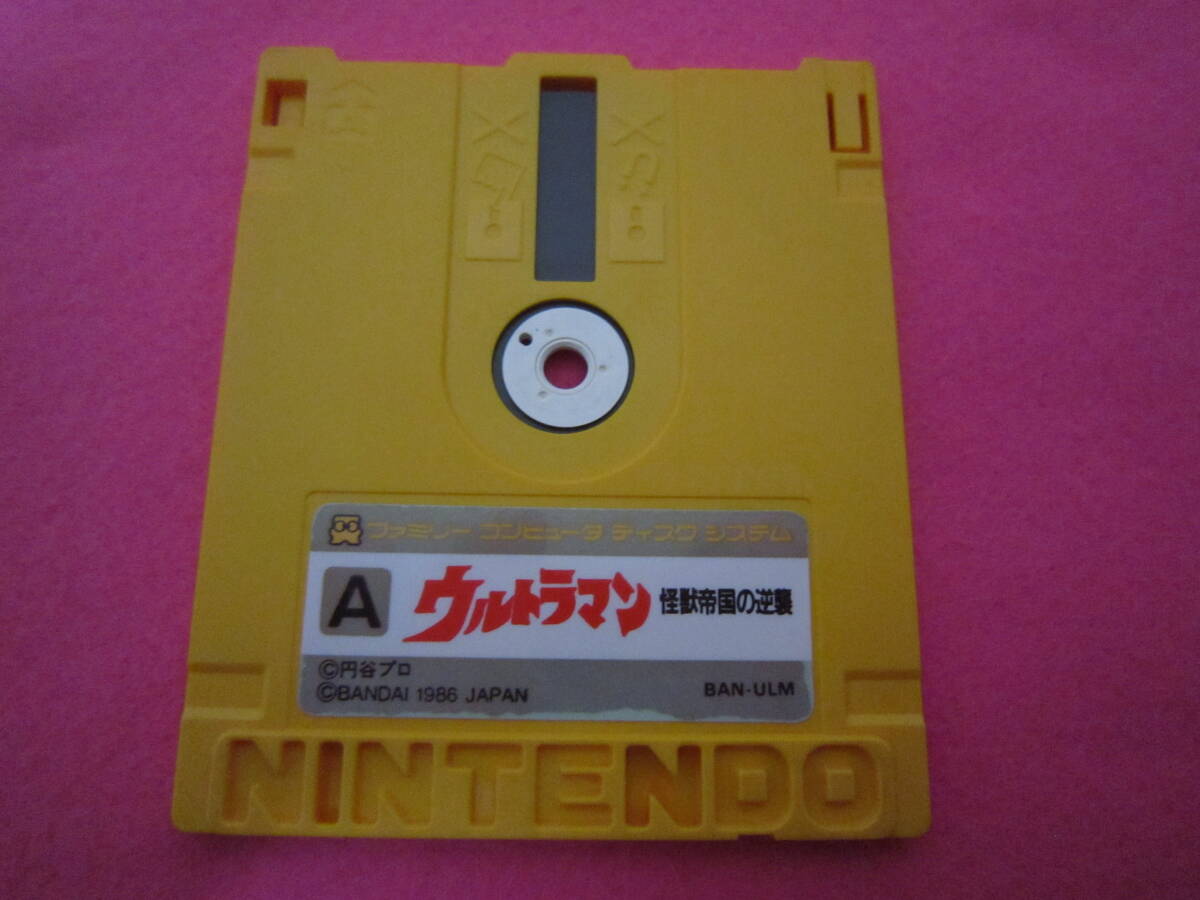 ファミリー コンピュータ ディスク システム
A ウルトラマン 怪獣帝国の逆襲
©円谷プロ
©BANDAI 1986 JAPAN BAN-ULM
NINTENDO